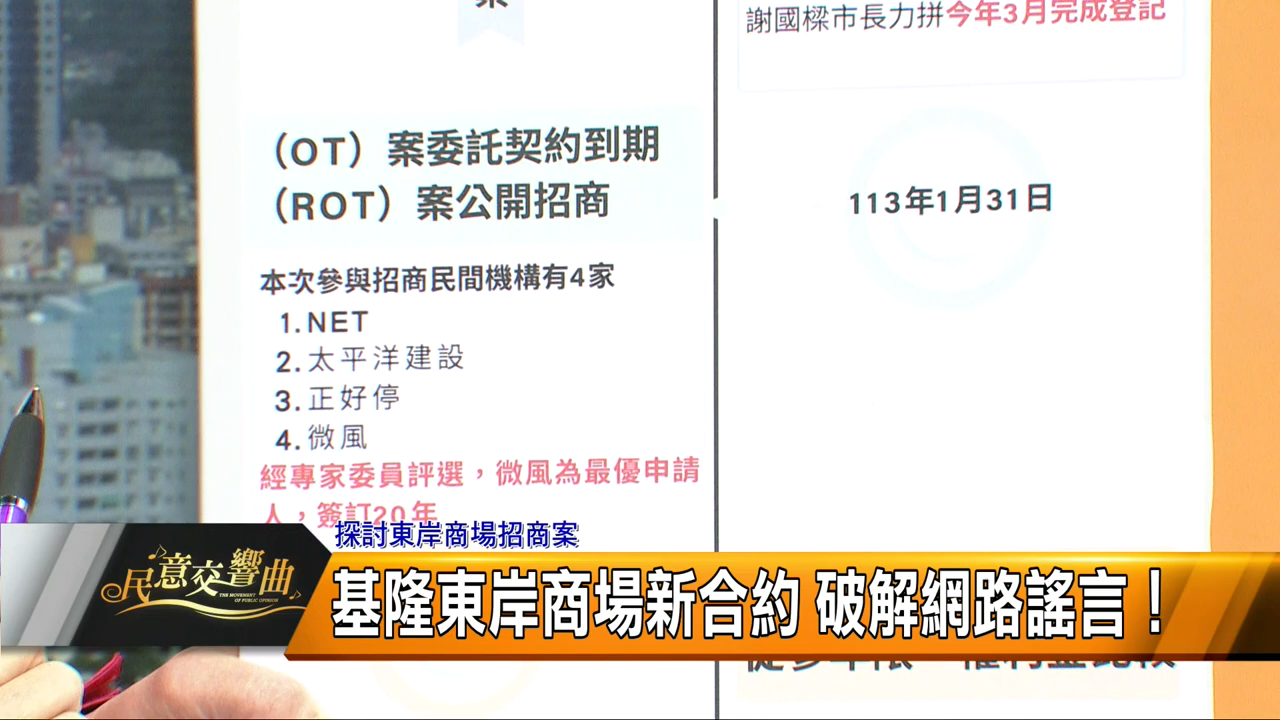 案
謝國樑市長力拼今年3月完成登記
（OT）案委託契約到期
（ROT）案公開招商
113年1月31日
本次參與招商民間機構有4家
1.NET
2.太平洋建設
3.正好停
4.微風
經專家委員評選，微風為最優申請
人，簽訂20年
探討東岸商場招商案
民意交響曲
THE MOVEMENT
OF PUBLIC OPINION
基隆東岸商場新合約 破解網路謠言！